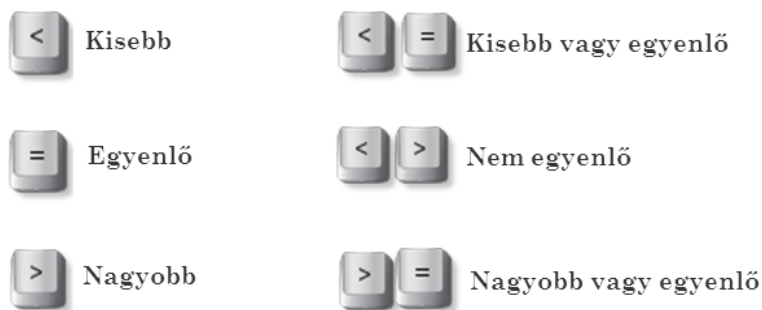 < Kisebb
< = Kisebb vagy egyenlő
= Egyenlő
< > Nem egyenlő
> Nagyobb
> = Nagyobb vagy egyenlő